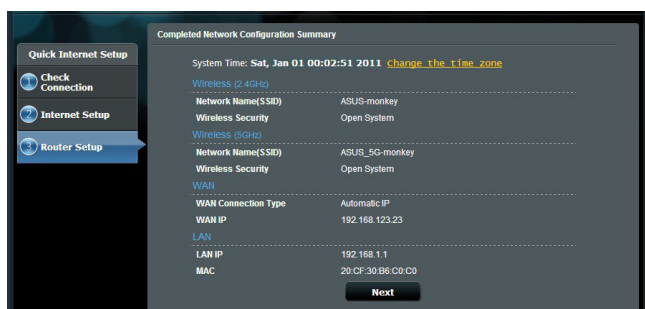 Completed Network Configuration Summary
Quick Internet Setup
1 Check Connection
2 Internet Setup
3 Router Setup
System Time: Sat, Jan 01 00:02:51 2011 Change the time zone
Wireless (2.4GHz)
Network Name(SSID) ASUS-monkey
Wireless Security Open System
Wireless (5GHz)
Network Name(SSID) ASUS_5G-monkey
Wireless Security Open System
WAN
WAN Connection Type Automatic IP
WAN IP 192.168.123.23
LAN
LAN IP 192.168.1.1
MAC 20:CF:30:B6:C0:C0
Next